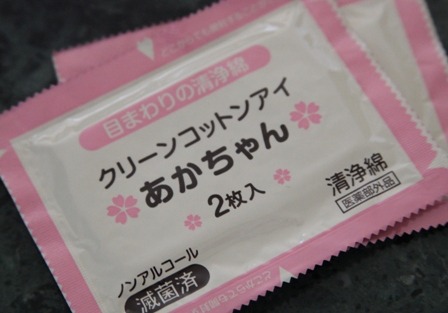 目まわりの清浄綿
クリーンコットンアイ
あかちゃん
2枚入
清浄綿
医薬部外品
ノンアルコール
滅菌済